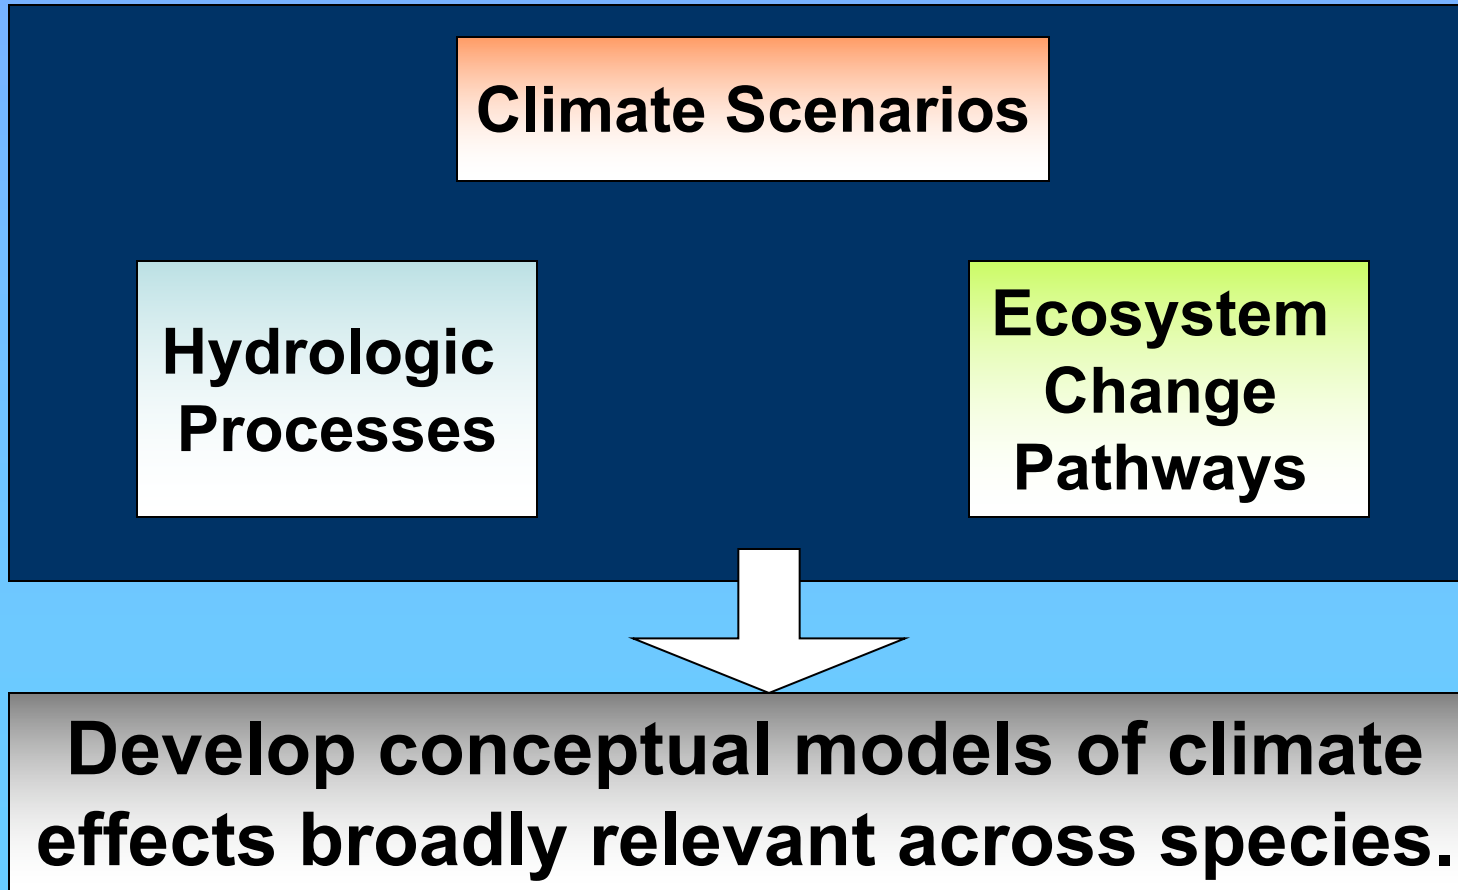 Climate Scenarios
Hydrologic
Processes
Ecosystem
Change
Pathways
Develop conceptual models of climate
effects broadly relevant across species.